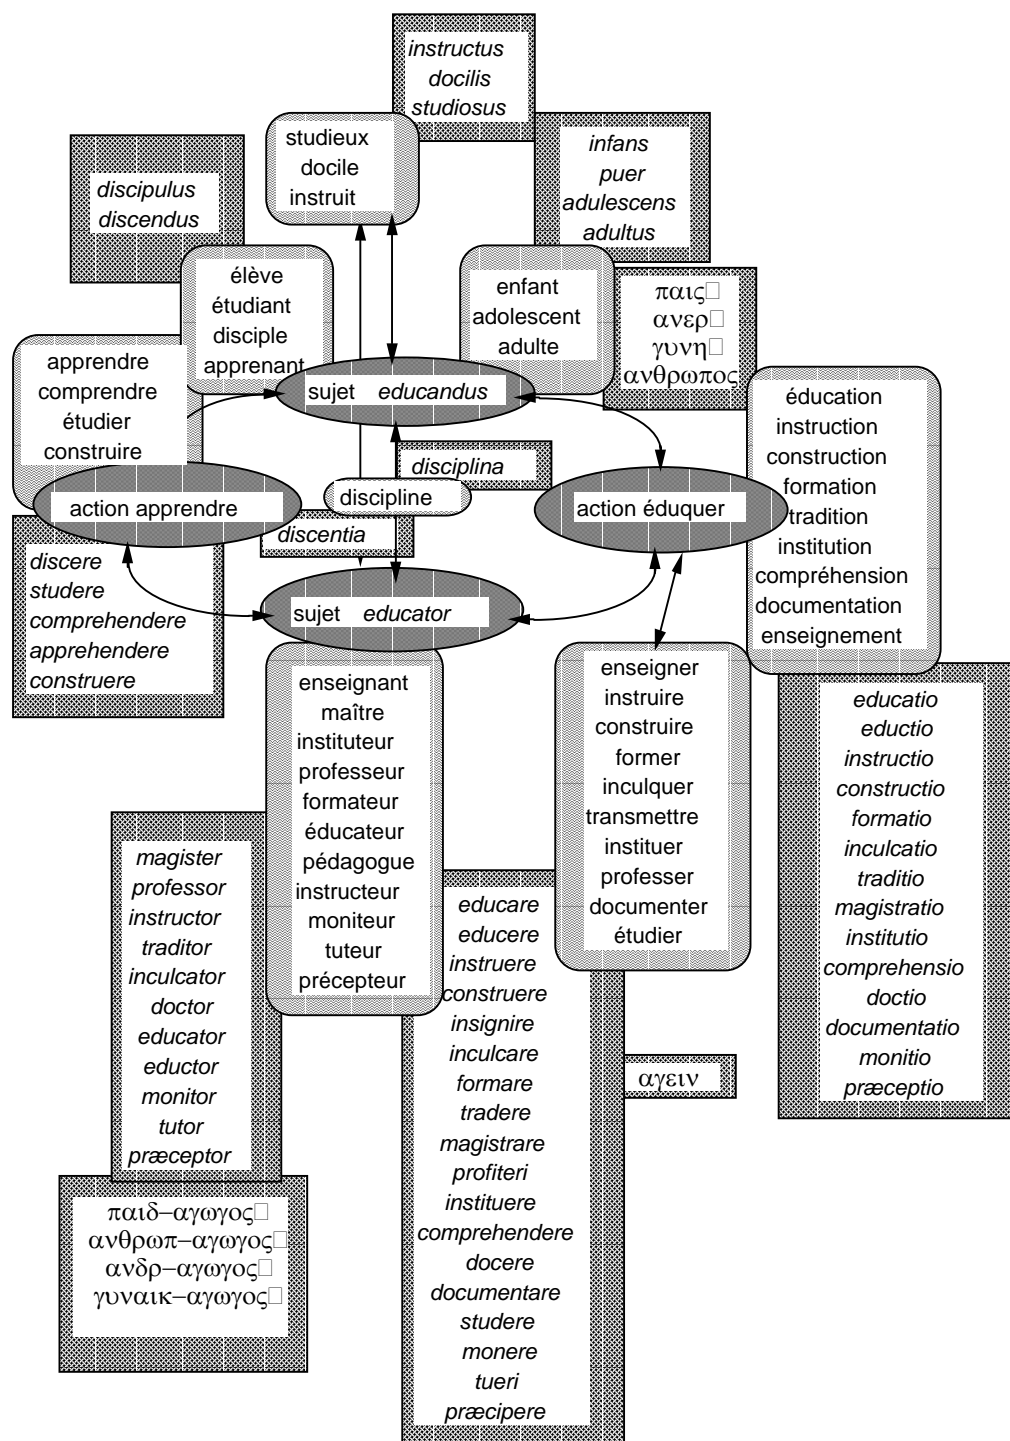 instructus
docilis
studiosus
studieux
docile
instruit
infans
puer
adulescens
adultus
discipulus
discendus
élève
étudiant
disciple
apprenant
enfant
adolescent
adulte
παις
ανερ
γυνη
ανθρωπος
apprendre
comprendre
étudier
construire
sujet educandus
éducation
instruction
construction
formation
tradition
institution
compréhension
documentation
enseignement
disciplina
discipline
action apprendre
action éduquer
discentia
discere
studere
comprehendere
apprehendere
construere
sujet educator
enseignant
maître
instituteur
professeur
formateur
éducateur
pédagogue
instructeur
moniteur
tuteur
précepteur
enseigner
instruire
construire
former
inculquer
transmettre
instituer
professer
documenter
étudier
educatio
eductio
instructio
constructio
formatio
inculcatio
traditio
magistratio
institutio
comprehensio
doctio
documentatio
monitio
præceptio
magister
professor
instructor
traditor
inculcator
doctor
educator
eductor
monitor
tutor
præceptor
educare
educere
instruere
construere
insignire
inculcare
formare
tradere
magistrare
profiteri
instituere
comprehendere
docere
documentare
studere
monere
tueri
præcipere
αγειν
παιδ−αγωγος
ανθρωπ−αγωγος
ανδρ−αγωγος
γυναικ−αγωγος